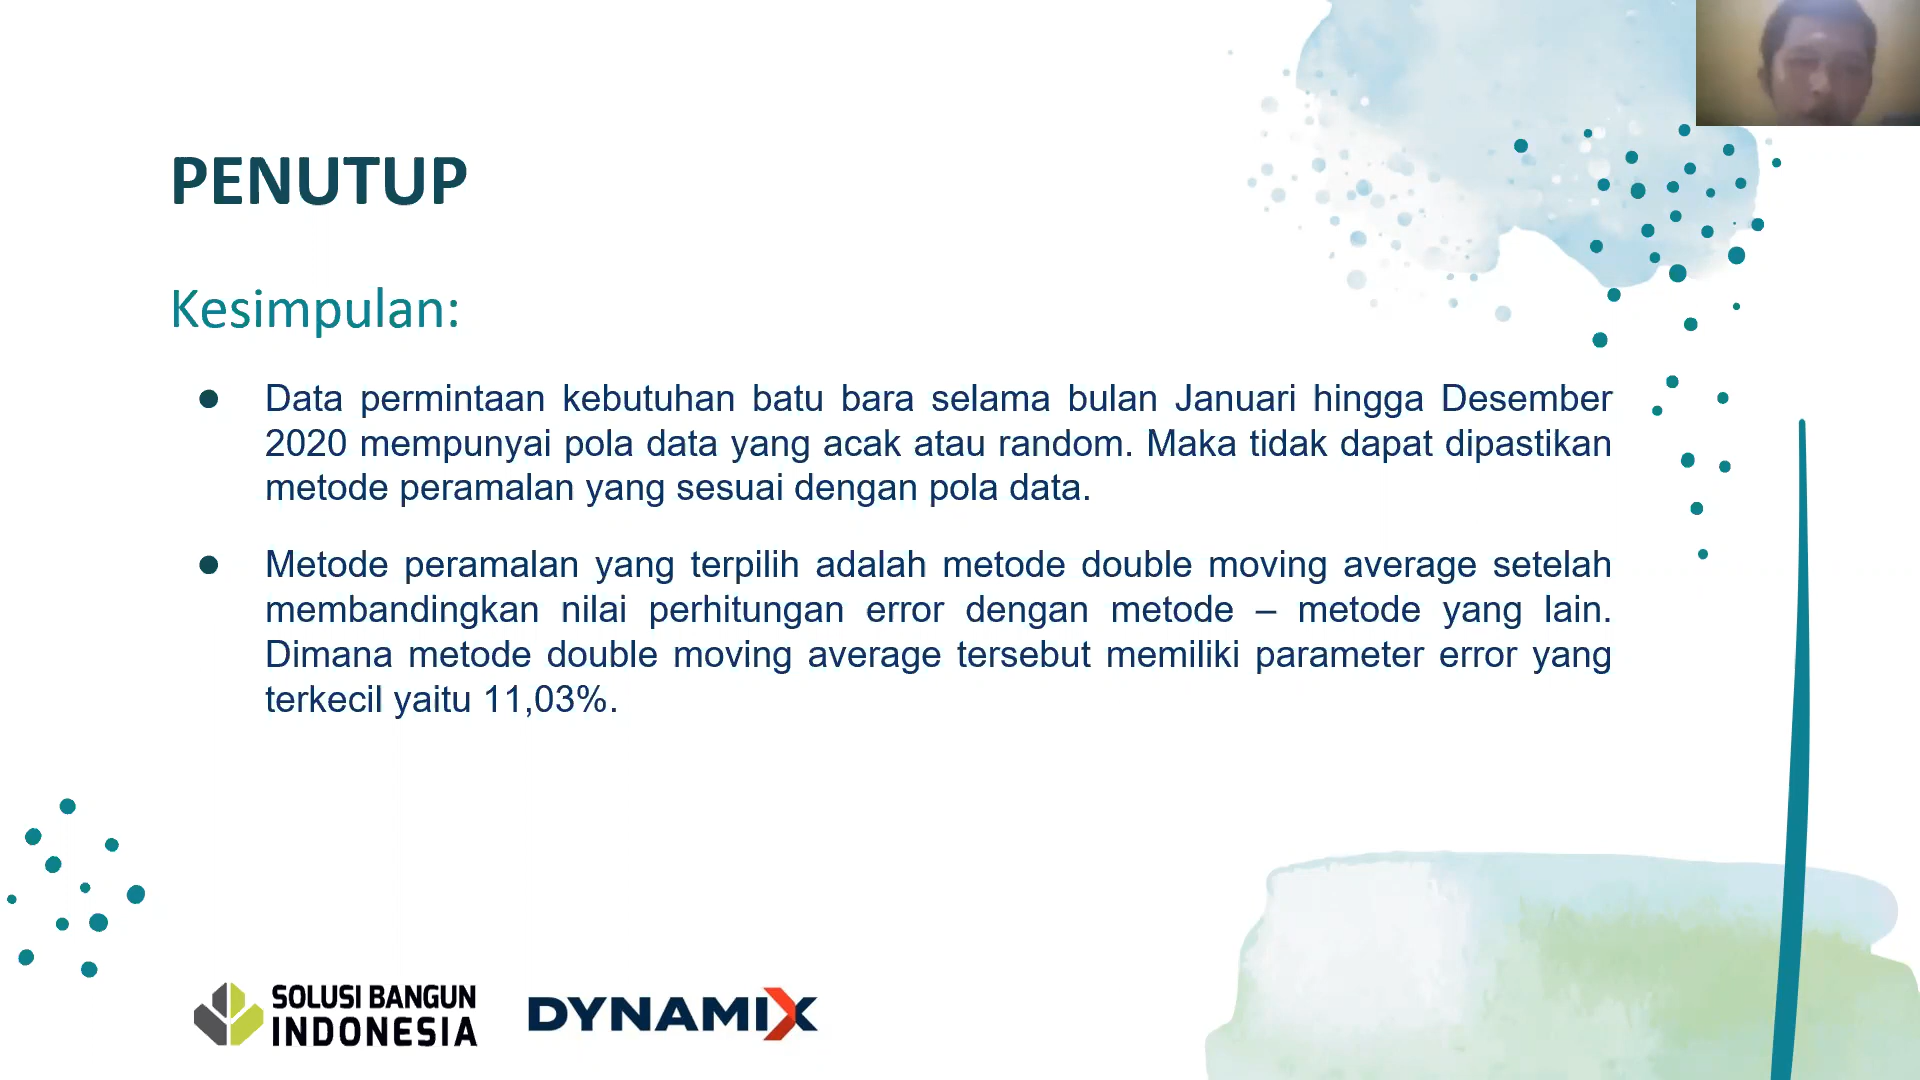 PENUTUP
Kesimpulan:
● Data permintaan kebutuhan batu bara selama bulan Januari hingga Desember
2020 mempunyai pola data yang acak atau random. Maka tidak dapat dipastikan
metode peramalan yang sesuai dengan pola data.
● Metode peramalan yang terpilih adalah metode double moving average setelah
membandingkan nilai perhitungan error dengan metode – metode yang lain.
Dimana metode double moving average tersebut memiliki parameter error yang
terkecil yaitu 11,03%.
SOLUSI BANGUN
INDONESIA
DYNAMIX